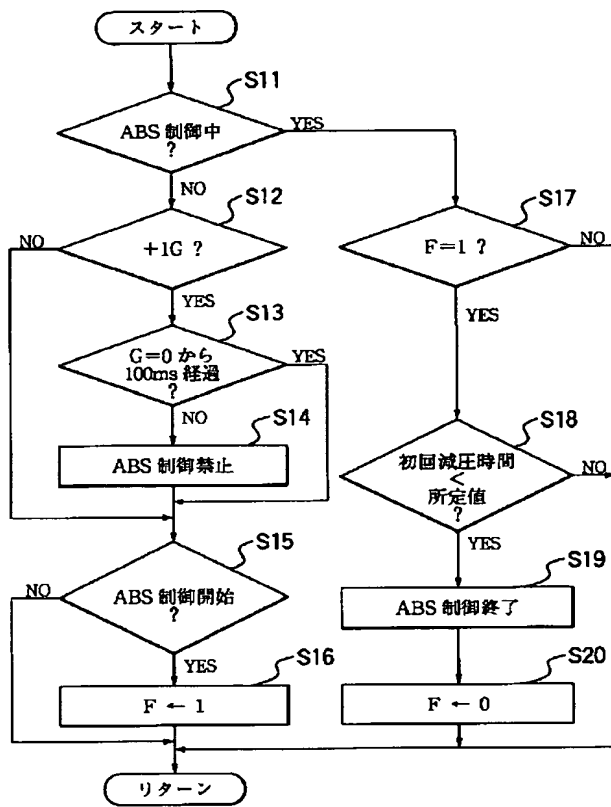 スタート
S11
ABS 制御中
?
YES
NO
S12
+1G ?
NO
YES
S13
G=0 から
100ms 経過
?
YES
NO
S14
ABS 制御禁止
S15
ABS 制御開始
?
NO
YES
S16
F ← 1
リターン
S17
F=1 ?
NO
YES
S18
初回減圧時間
<
所定値
?
NO
YES
S19
ABS 制御終了
S20
F ← 0